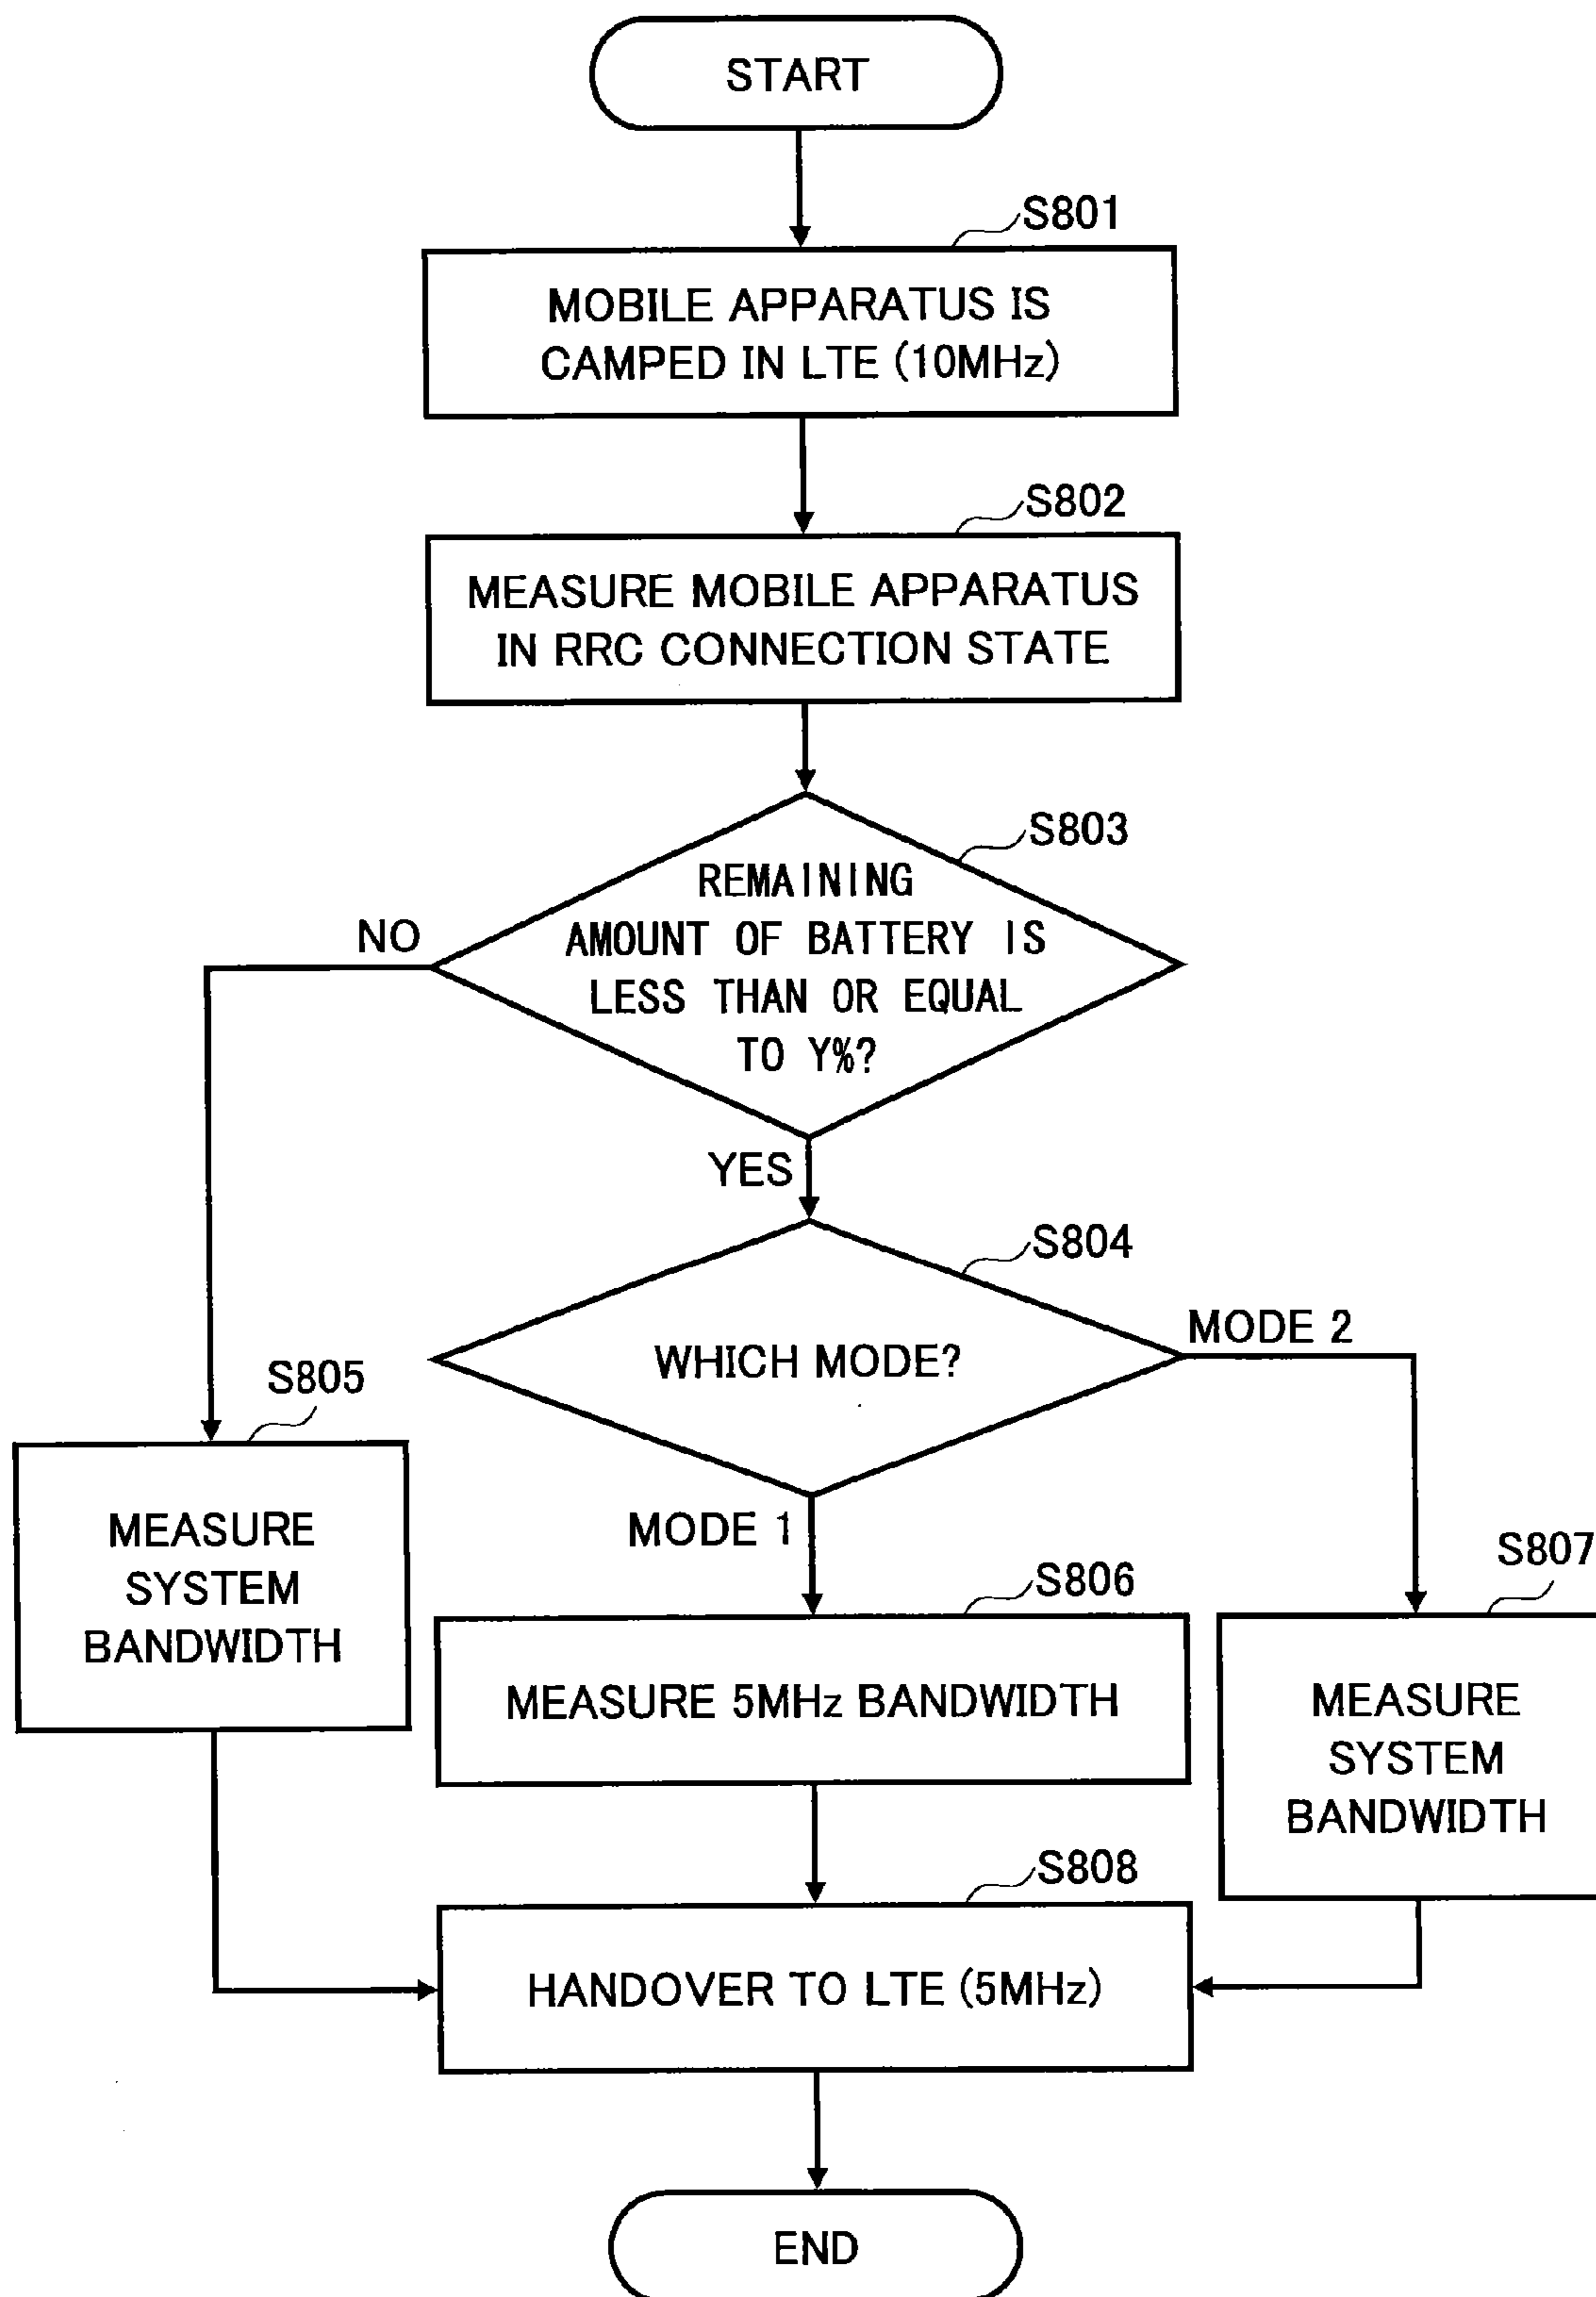 START
S801
MOBILE APPARATUS IS
CAMPED IN LTE (10MHz)
S802
MEASURE MOBILE APPARATUS
IN RRC CONNECTION STATE
S803
REMAINING
AMOUNT OF BATTERY IS
LESS THAN OR EQUAL
TO Y%?
NO
YES
S804
WHICH MODE?
MODE 2
MODE 1
S805
MEASURE
SYSTEM
BANDWIDTH
S806
MEASURE 5MHz BANDWIDTH
S807
MEASURE
SYSTEM
BANDWIDTH
S808
HANDOVER TO LTE (5MHz)
END